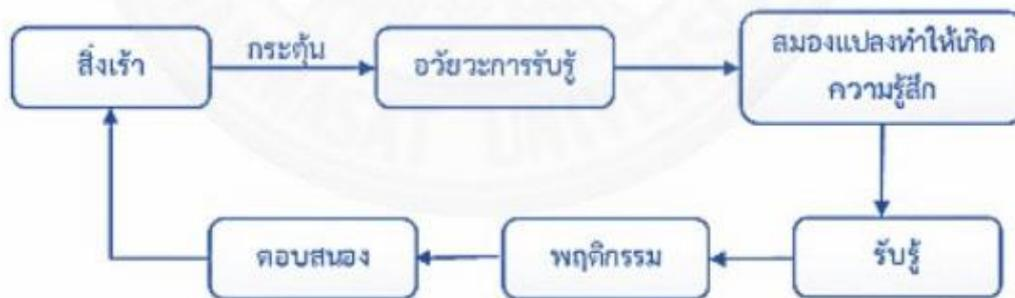 สิ่งเร้า
กระตุ้น
อวัยวะการรับรู้
สมองแปลงทำให้เกิด
ความรู้สึก
รับรู้
พฤติกรรม
ตอบสนอง